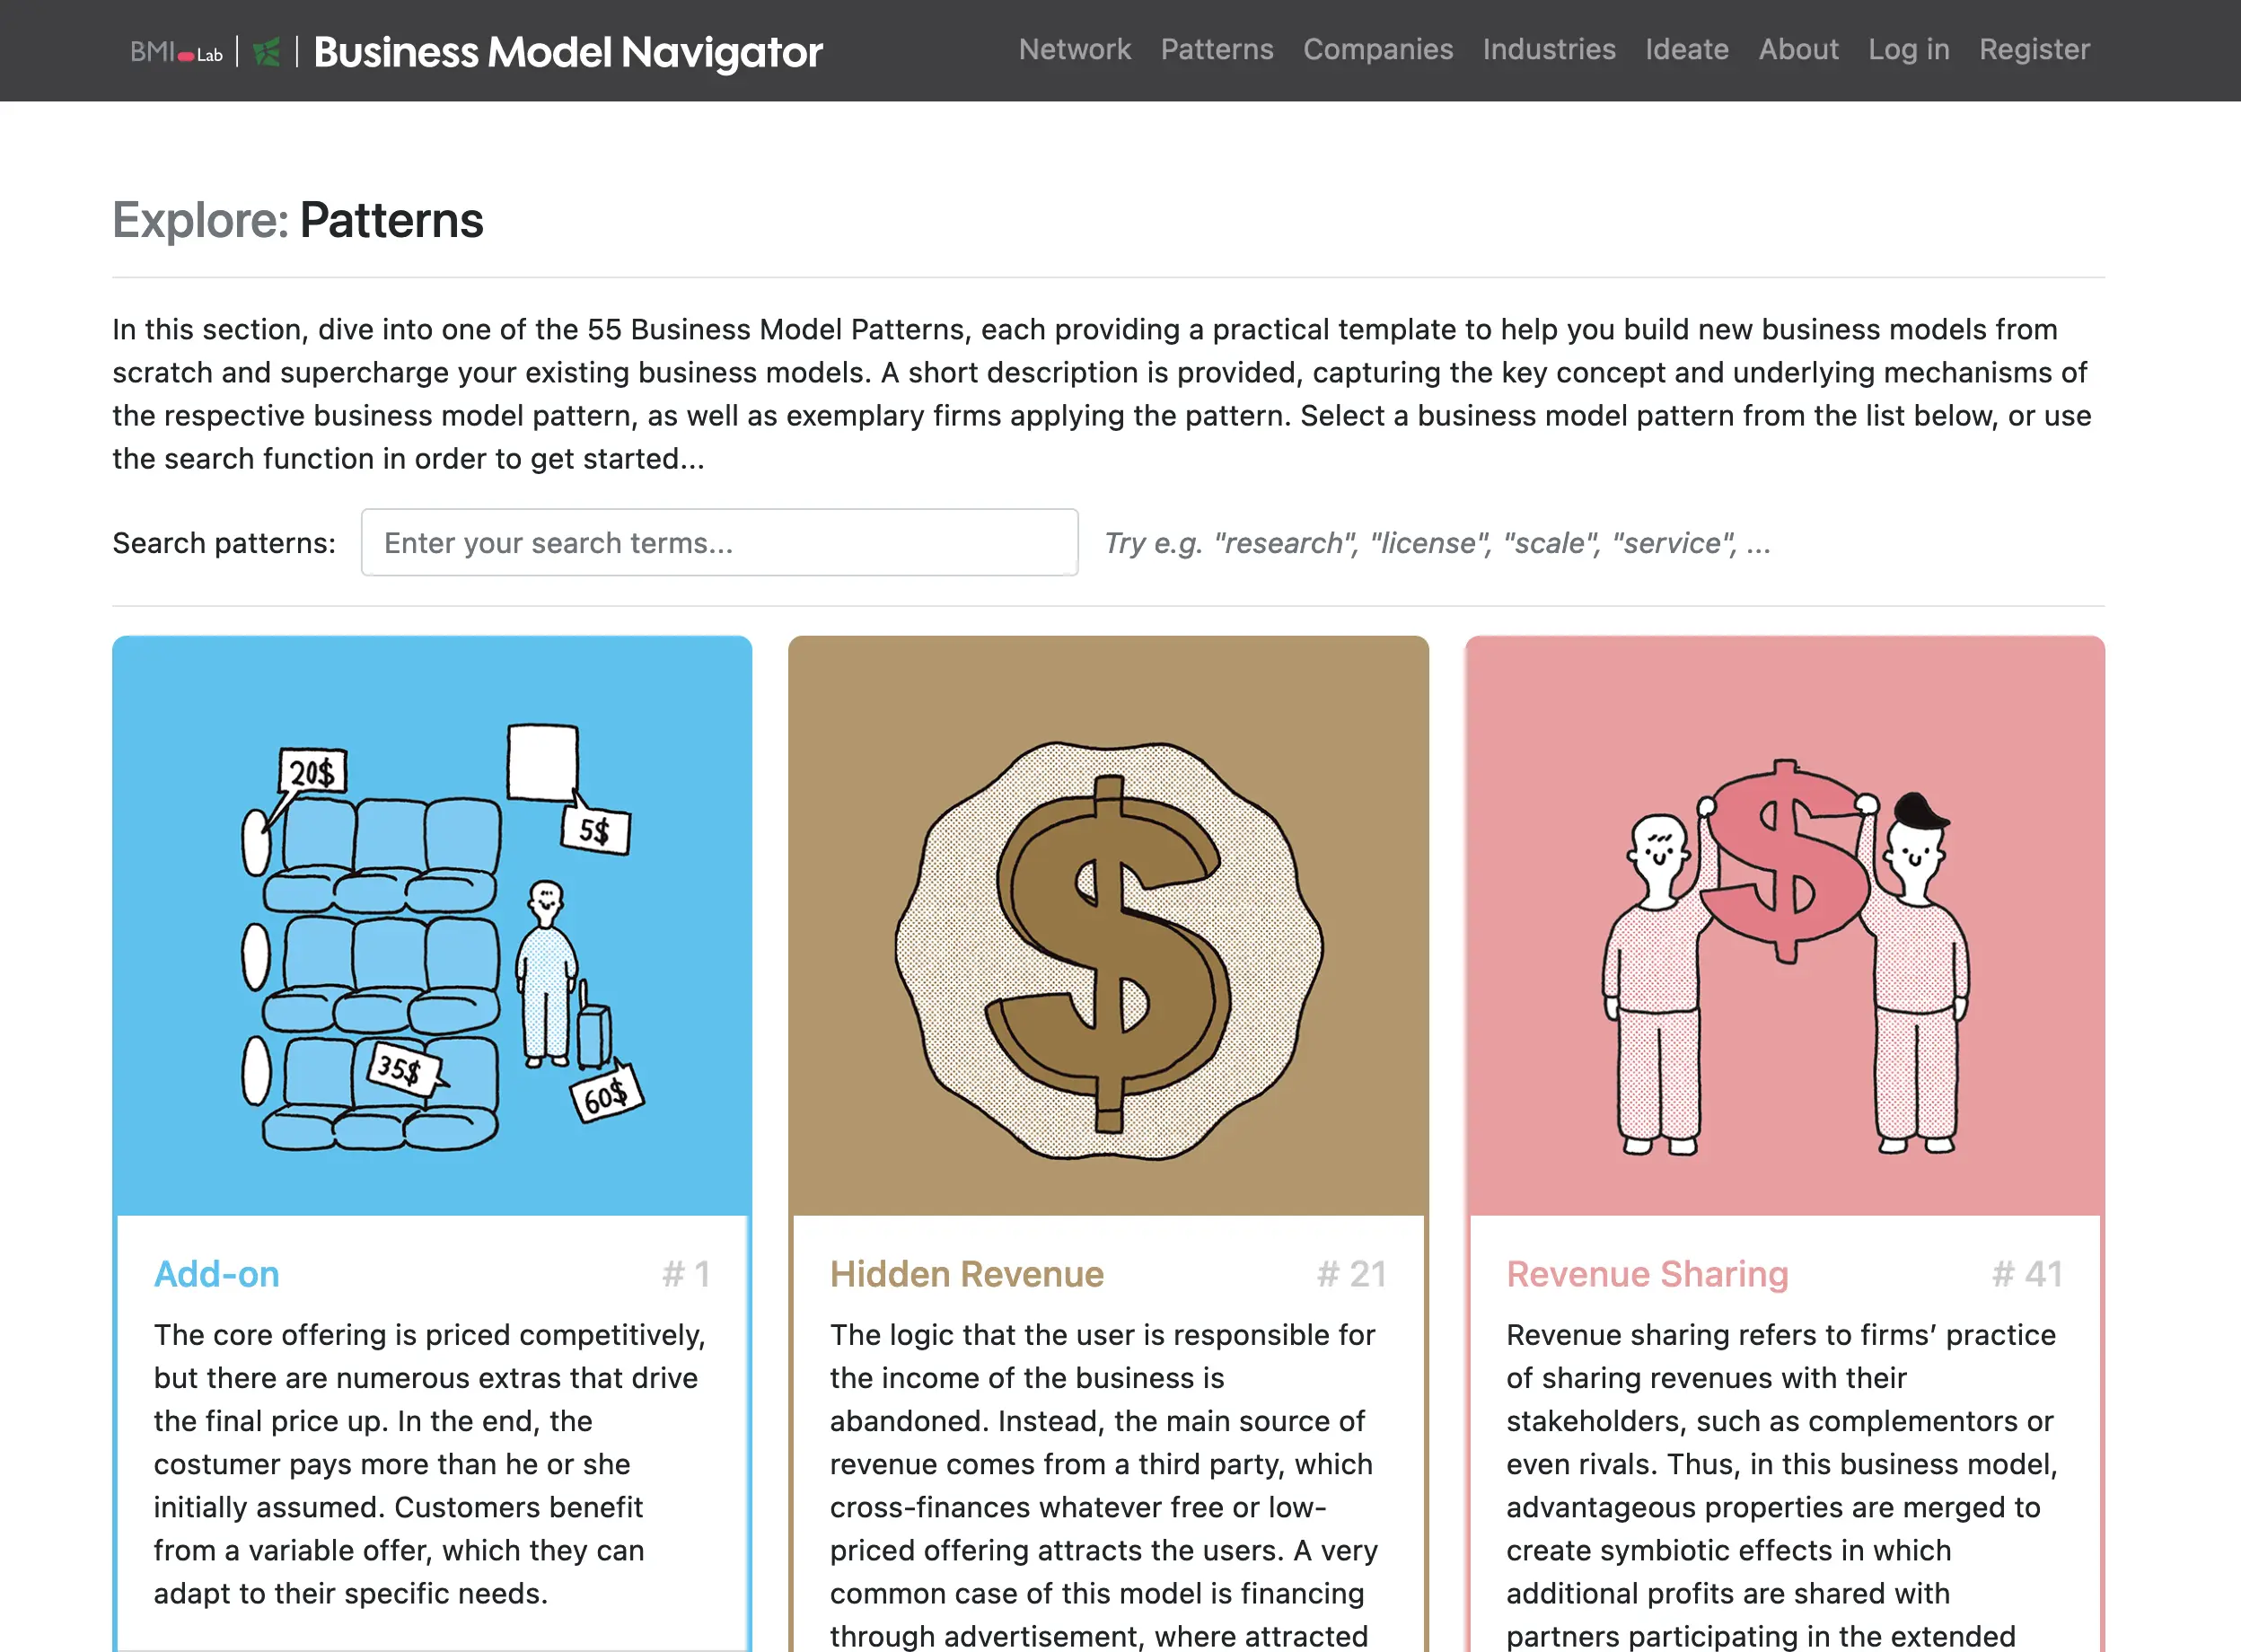 BMI Lab | | Business Model Navigator
Network Patterns Companies Industries Ideate About Log in Register
Explore: Patterns
In this section, dive into one of the 55 Business Model Patterns, each providing a practical template to help you build new business models from
scratch and supercharge your existing business models. A short description is provided, capturing the key concept and underlying mechanisms of
the respective business model pattern, as well as exemplary firms applying the pattern. Select a business model pattern from the list below, or use
the search function in order to get started...
Search patterns: Enter your search terms... Try e.g. "research", "license", "scale", "service", ...
20$
5$
35$
60$
$
$
Add-on # 1
The core offering is priced competitively,
but there are numerous extras that drive
the final price up. In the end, the
costumer pays more than he or she
initially assumed. Customers benefit
from a variable offer, which they can
adapt to their specific needs.
Hidden Revenue # 21
The logic that the user is responsible for
the income of the business is
abandoned. Instead, the main source of
revenue comes from a third party, which
cross-finances whatever free or low-
priced offering attracts the users. A very
common case of this model is financing
through advertisement, where attracted
Revenue Sharing # 41
Revenue sharing refers to firms’ practice
of sharing revenues with their
stakeholders, such as complementors or
even rivals. Thus, in this business model,
advantageous properties are merged to
create symbiotic effects in which
additional profits are shared with
partners participating in the extended